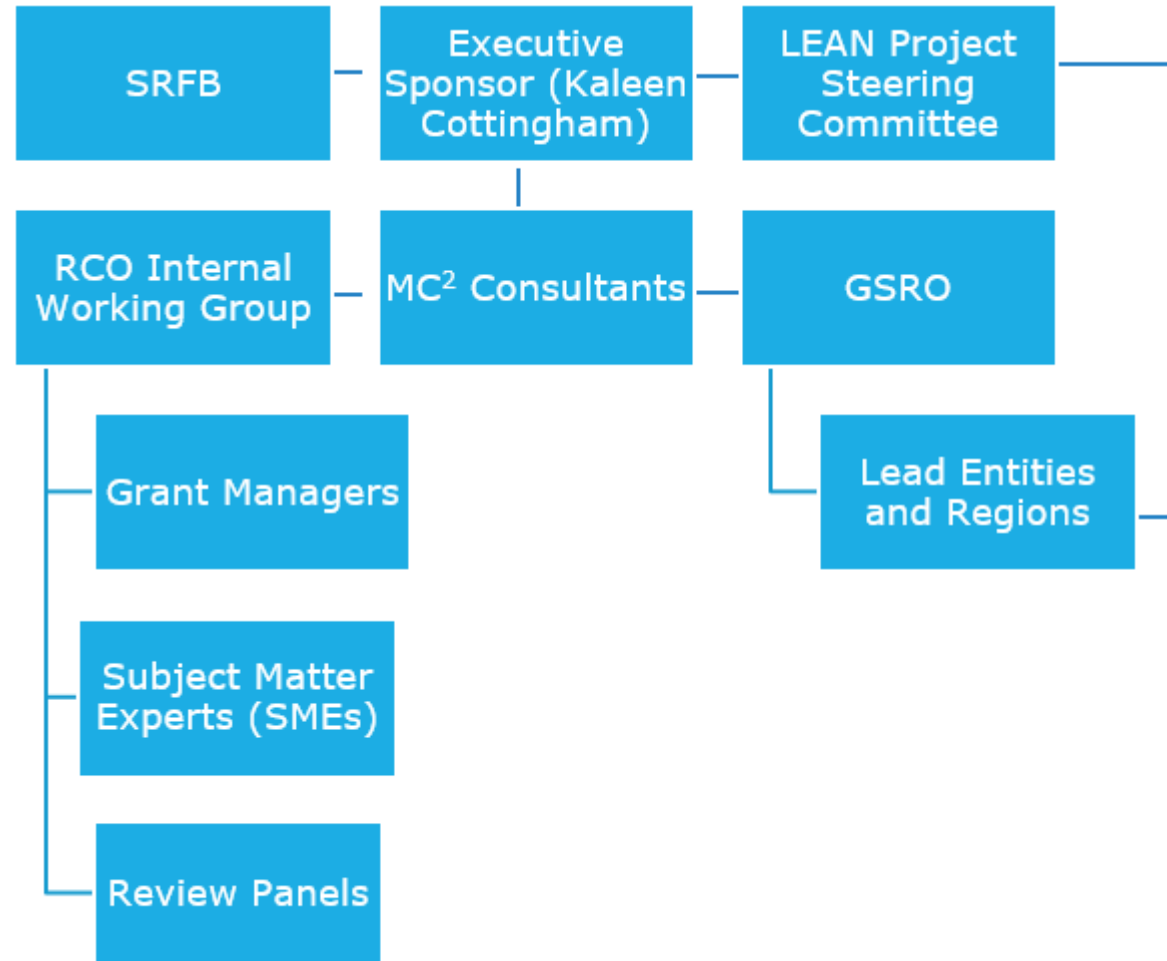 SRFB
Executive
Sponsor (Kaleen
Cottingham)
LEAN Project
Steering
Committee
RCO Internal
Working Group
MC² Consultants
GSRO
Grant Managers
Lead Entities
and Regions
Subject Matter
Experts (SMEs)
Review Panels